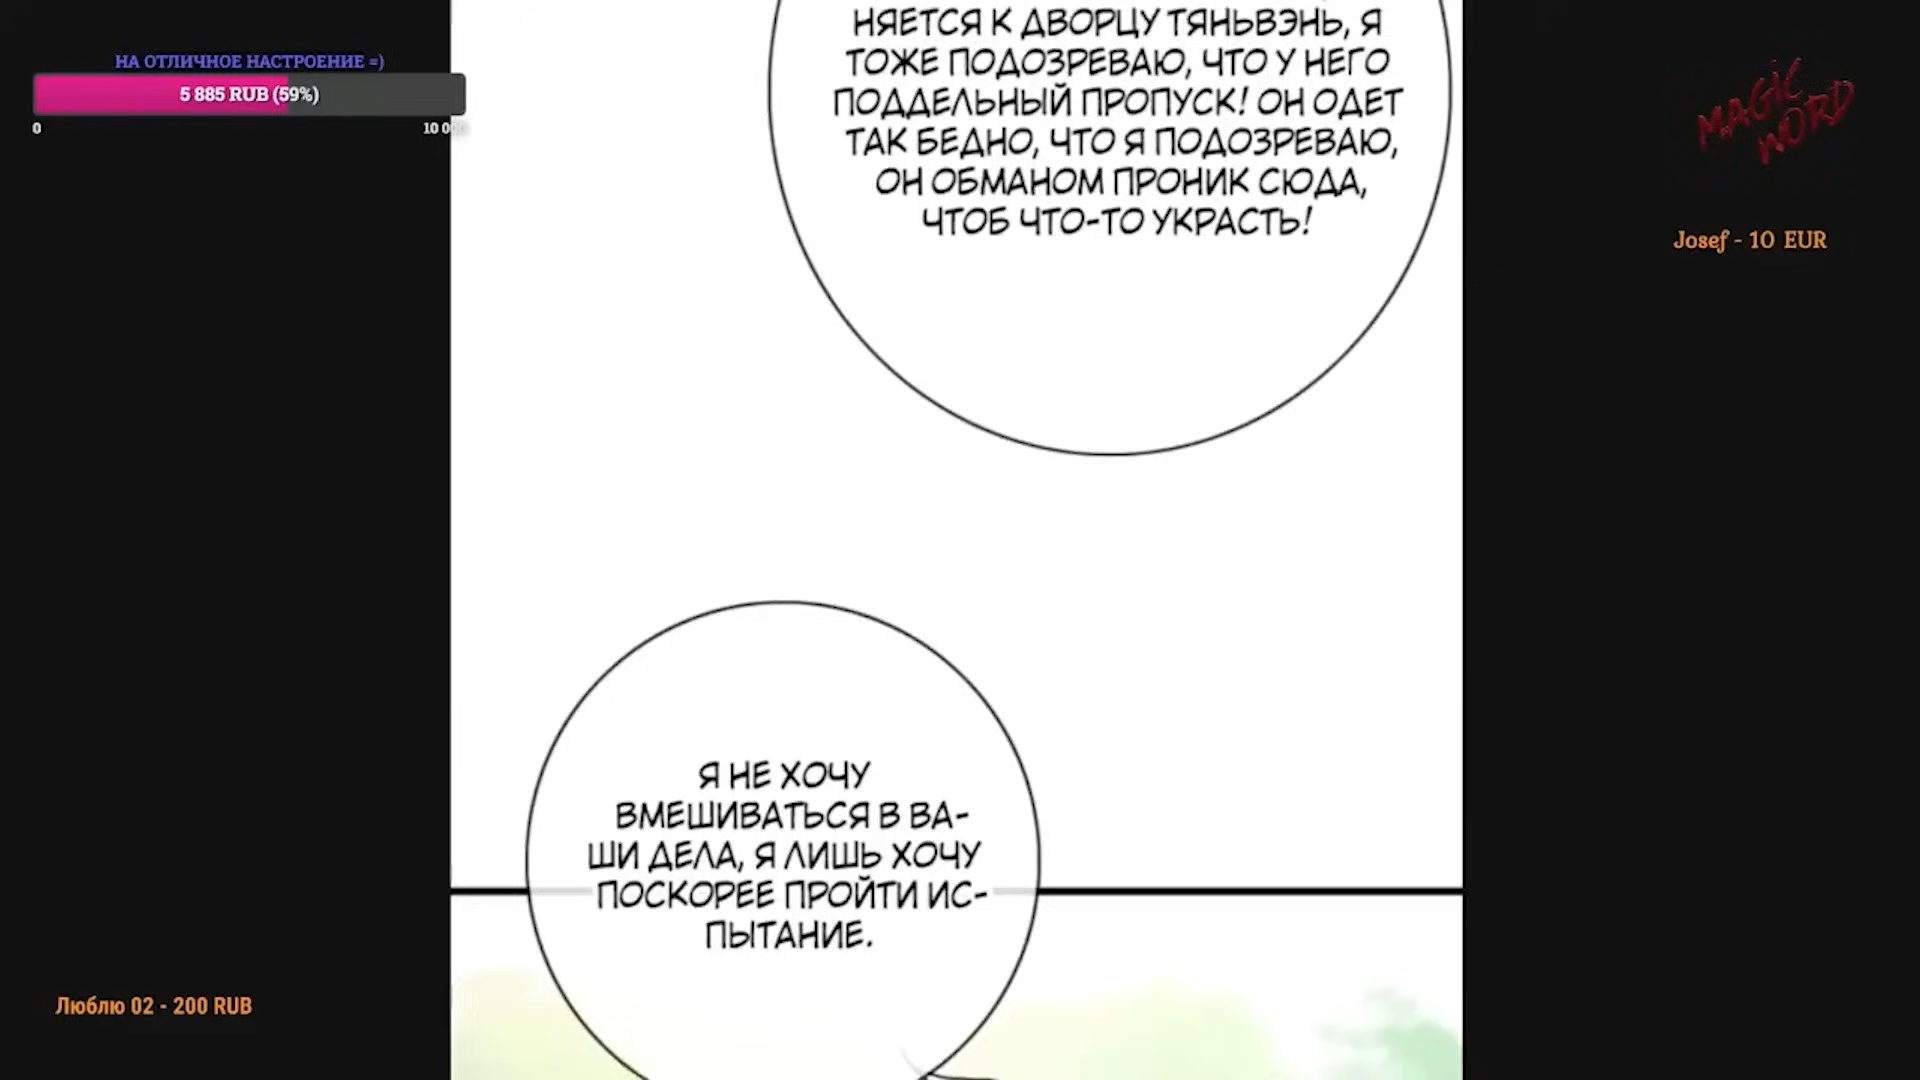 НА ОТЛИЧНОЕ НАСТРОЕНИЕ =)
5 885 RUB (59%)
0
10 000
MAGIC
WORD
Josef - 10 EUR
НЯЕТСЯ К ДВОРЦУ ТЯНЬВЭНЬ, Я
ТОЖЕ ПОДОЗРЕВАЮ, ЧТО У НЕГО
ПОДДЕЛЬНЫЙ ПРОПУСК! ОН ОДЕТ
ТАК БЕДНО, ЧТО Я ПОДОЗРЕВАЮ,
ОН ОБМАНОМ ПРОНИК СЮДА,
ЧТОБ ЧТО-ТО УКРАСТЬ!
Я НЕ ХОЧУ
ВМЕШИВАТЬСЯ В ВА-
ШИ ДЕЛА, Я ЛИШЬ ХОЧУ
ПОСКОРЕЕ ПРОЙТИ ИС-
ПЫТАНИЕ.
Люблю 02 - 200 RUB